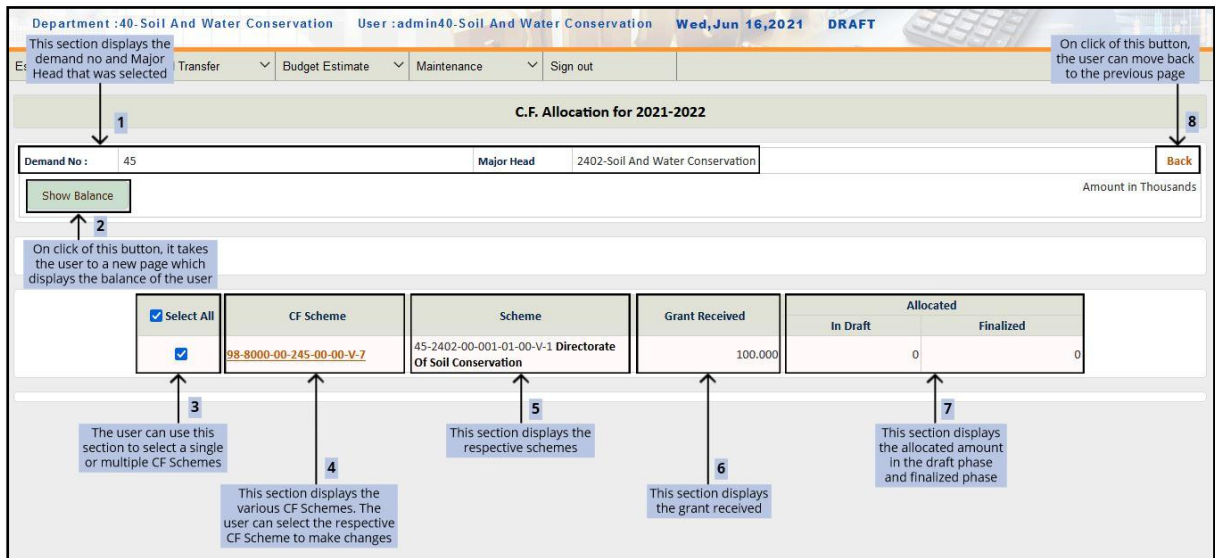 Department :40-Soil And Water Conservation User :admin40-Soil And Water Conservation Wed,Jun 16,2021 DRAFT
This section displays the
demand no and Major
Head that was selected
On click of this button,
the user can move back
to the previous page
Es
Transfer Budget Estimate Maintenance Sign out
C.F. Allocation for 2021-2022
1
8
Demand No : 45 Major Head 2402-Soil And Water Conservation Back
Show Balance
Amount in Thousands
2
On click of this button, it takes
the user to a new page which
displays the balance of the user
Select All CF Scheme Scheme Grant Received Allocated
In Draft Finalized
98-8000-00-245-00-00-V-7 45-2402-00-001-01-00-V-1 Directorate
Of Soil Conservation
100.000 0 0
3
The user can use this
section to select a single
or multiple CF Schemes
4
This section displays the
various CF Schemes. The
user can select the respective
CF Scheme to make changes
5
This section displays the
respective schemes
6
This section displays
the grant received
7
This section displays
the allocated amount
in the draft phase
and finalized phase